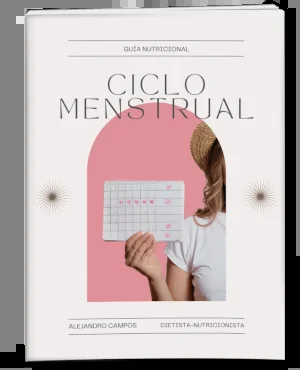 GUÍA NUTRICIONAL
CICLO
MENSTRUAL
ALEJANDRO CAMPOS DIETISTA-NUTRICIONISTA